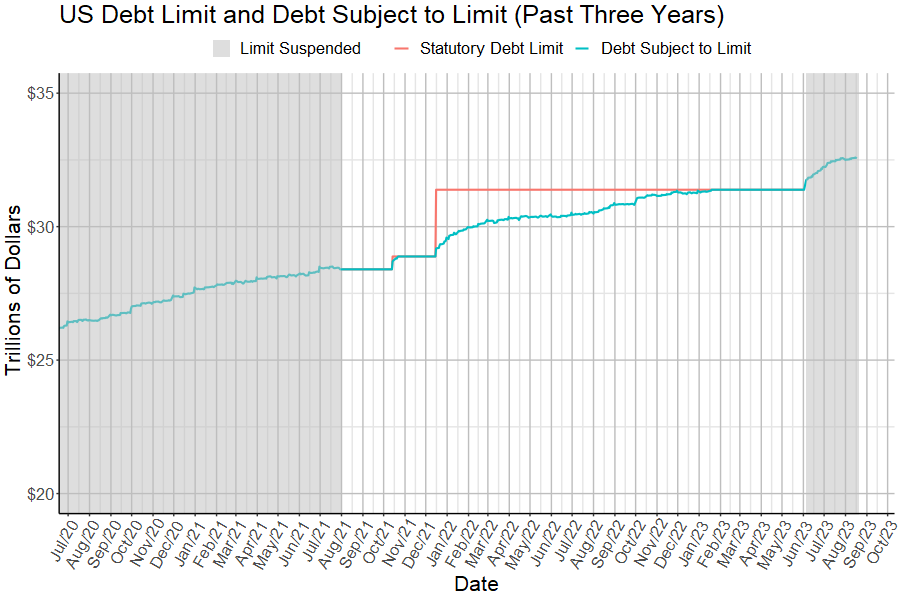 US Debt Limit and Debt Subject to Limit (Past Three Years)
Limit Suspended Statutory Debt Limit Debt Subject to Limit
$35
$30
$25
$20
Trillions of Dollars
Jul/20 Aug/20 Sep/20 Oct/20 Nov/20 Dec/20 Jan/21 Feb/21 Mar/21 Apr/21 May/21 Jun/21 Jul/21 Aug/21 Sep/21 Oct/21 Nov/21 Dec/21 Jan/22 Feb/22 Mar/22 Apr/22 May/22 Jun/22 Jul/22 Aug/22 Sep/22 Oct/22 Nov/22 Dec/22 Jan/23 Feb/23 Mar/23 Apr/23 May/23 Jun/23 Jul/23 Aug/23 Sep/23 Oct/23
Date